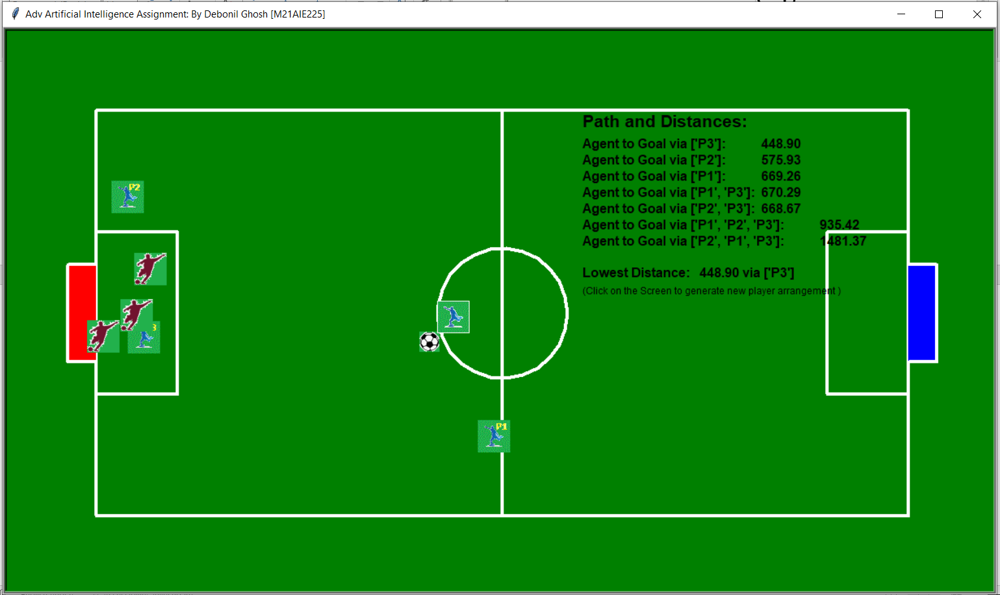 Adv Artificial Intelligence Assignment: By Debonil Ghosh [M21AIE225]
Path and Distances:
Agent to Goal via ['P3']: 448.90
Agent to Goal via ['P2']: 575.93
Agent to Goal via ['P1']: 669.26
Agent to Goal via ['P1', 'P3']: 670.29
Agent to Goal via ['P2', 'P3']: 668.67
Agent to Goal via ['P1', 'P2', 'P3']: 935.42
Agent to Goal via ['P2', 'P1', 'P3']: 1481.37
Lowest Distance: 448.90 via ['P3']
(Click on the Screen to generate new player arrangement )
P2
3
P1